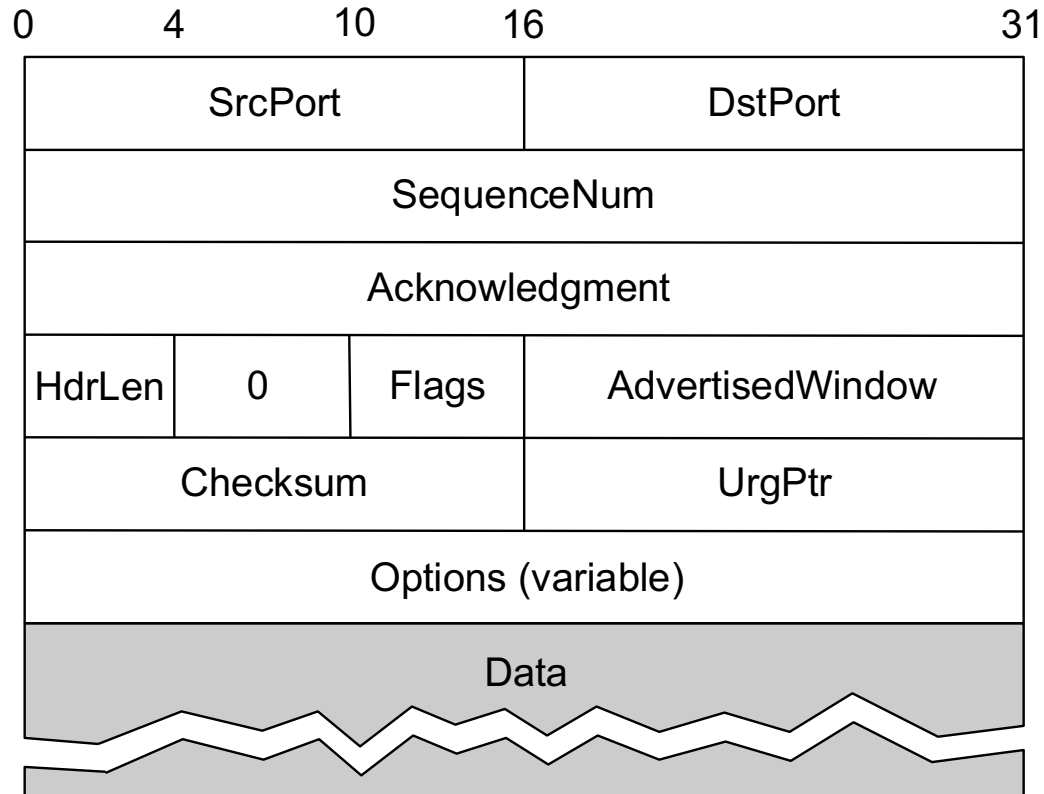 0 4 10 16 31
SrcPort DstPort
SequenceNum
Acknowledgment
HdrLen 0 Flags AdvertisedWindow
Checksum UrgPtr
Options (variable)
Data